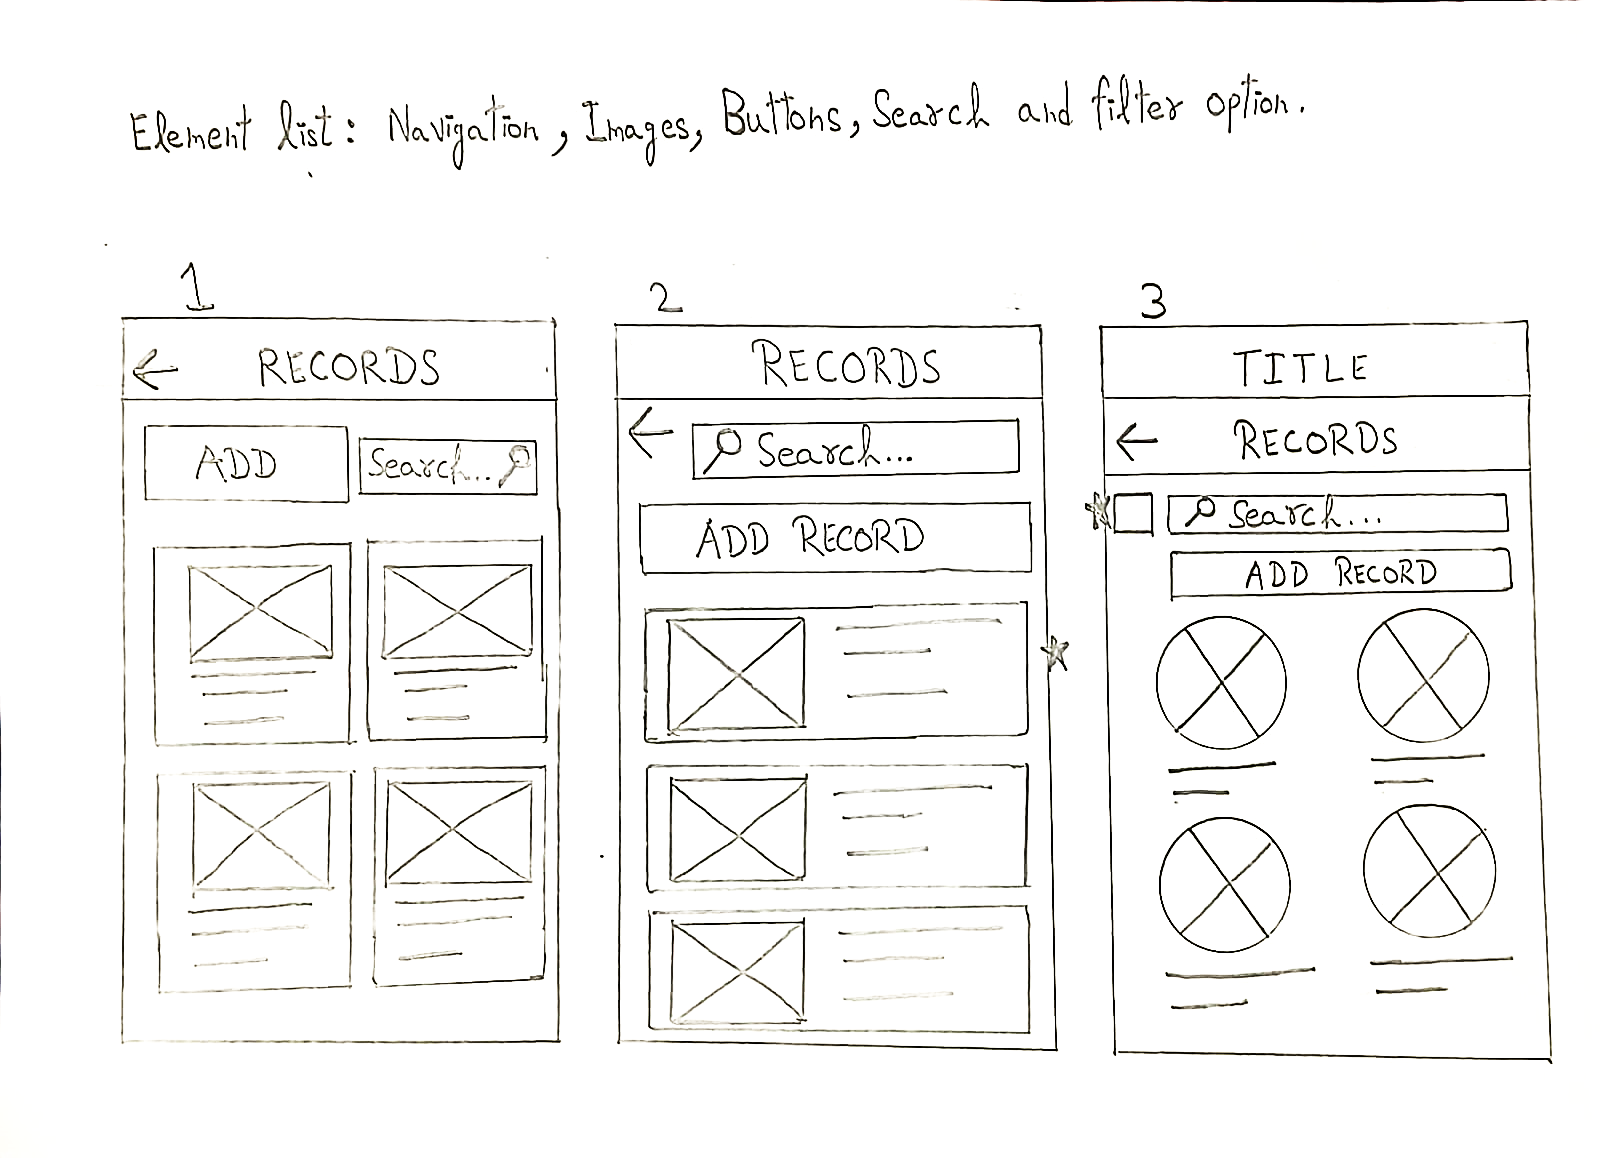 Element list: Navigation, Images, Buttons, Search and filter option.
1
RECORDS
ADD
Search...
2
RECORDS
Search...
ADD RECORD
3
TITLE
RECORDS
Search...
ADD RECORD